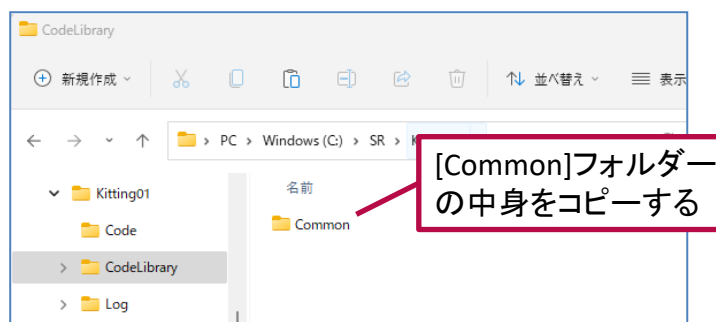 CodeLibrary
新規作成
並べ替え
表示
PC > Windows (C:) > SR >
[Common]フォルダー
の中身をコピーする
Kitting01
名前
Code
Common
CodeLibrary
Log